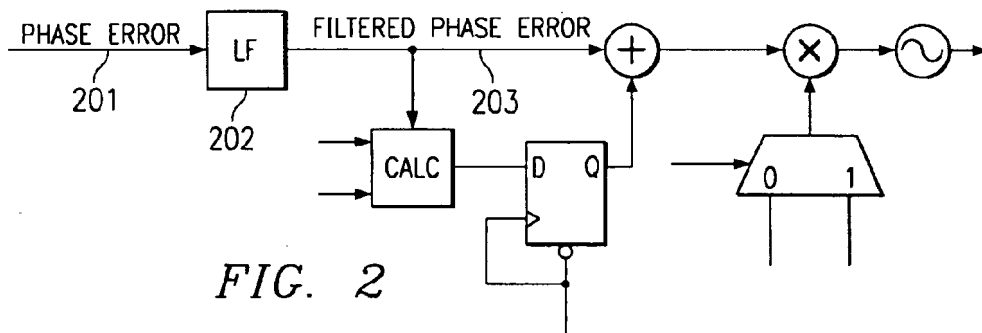 PHASE ERROR
LF
FILTERED PHASE ERROR
+
×
201
202
203
CALC
D Q
0 1
FIG. 2